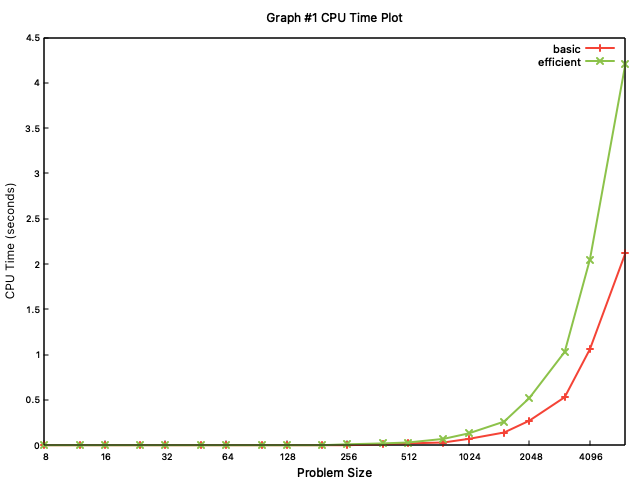 Graph #1 CPU Time Plot
basic
efficient
4.5
4
3.5
3
2.5
2
1.5
1
0.5
0
CPU Time (seconds)
8 16 32 64 128 256 512 1024 2048 4096
Problem Size